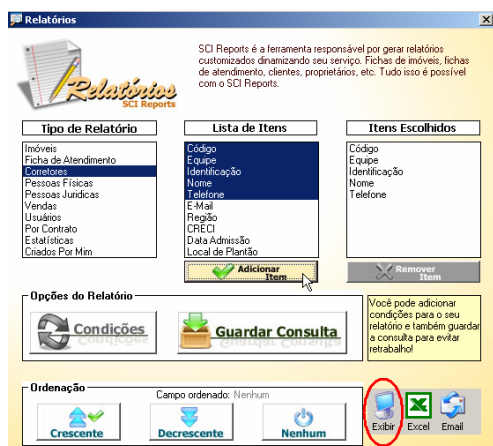 Relatórios
SCI Reports é a ferramenta responsável por gerar relatórios
customizados dinamizando seu serviço. Fichas de imóveis, fichas
de atendimento, clientes, proprietários, etc. Tudo isso é possível
com o SCI Reports.
Relatórios
SCI Reports
Tipo de Relatório
Imóveis
Ficha de Atendimento
Corretores
Pessoas Físicas
Pessoas Juridicas
Vendas
Usuários
Por Contrato
Estatísticas
Criados Por Mim
Lista de Itens
Código
Equipe
Identificação
Nome
Telefone
E-Mail
Região
CRECI
Data Admissão
Local de Plantão
Adicionar
Item
Itens Escolhidos
Código
Equipe
Identificação
Nome
Telefone
Remover
Item
Opções do Relatório
Condições
Guardar Consulta
Você pode adicionar
condições para o seu
relatório e também guardar
a consulta para evitar
retrabalho!
Ordenação
Campo ordenado: Nenhum
Crescente
Decrescente
Nenhum
Exibir
Excel
Email